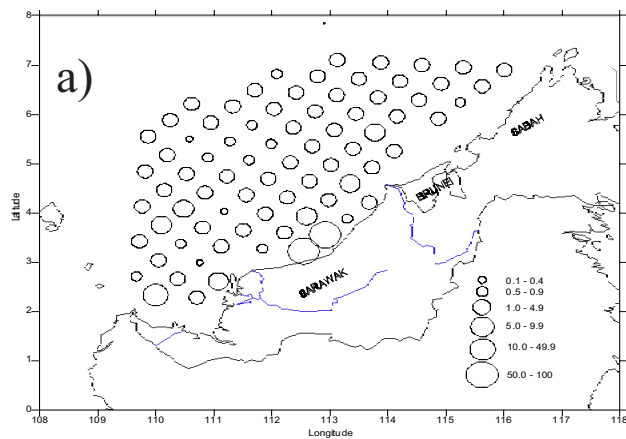 a)
8
7
6
5
4
3
2
1
0
Latitude
SABAH
BRUNEI
SARAWAK
0.1 - 0.4
0.5 - 0.9
1.0 - 4.9
5.0 - 9.9
10.0 - 49.9
50.0 - 100
108 109 110 111 112 113 114 115 116 117 118
Longitude